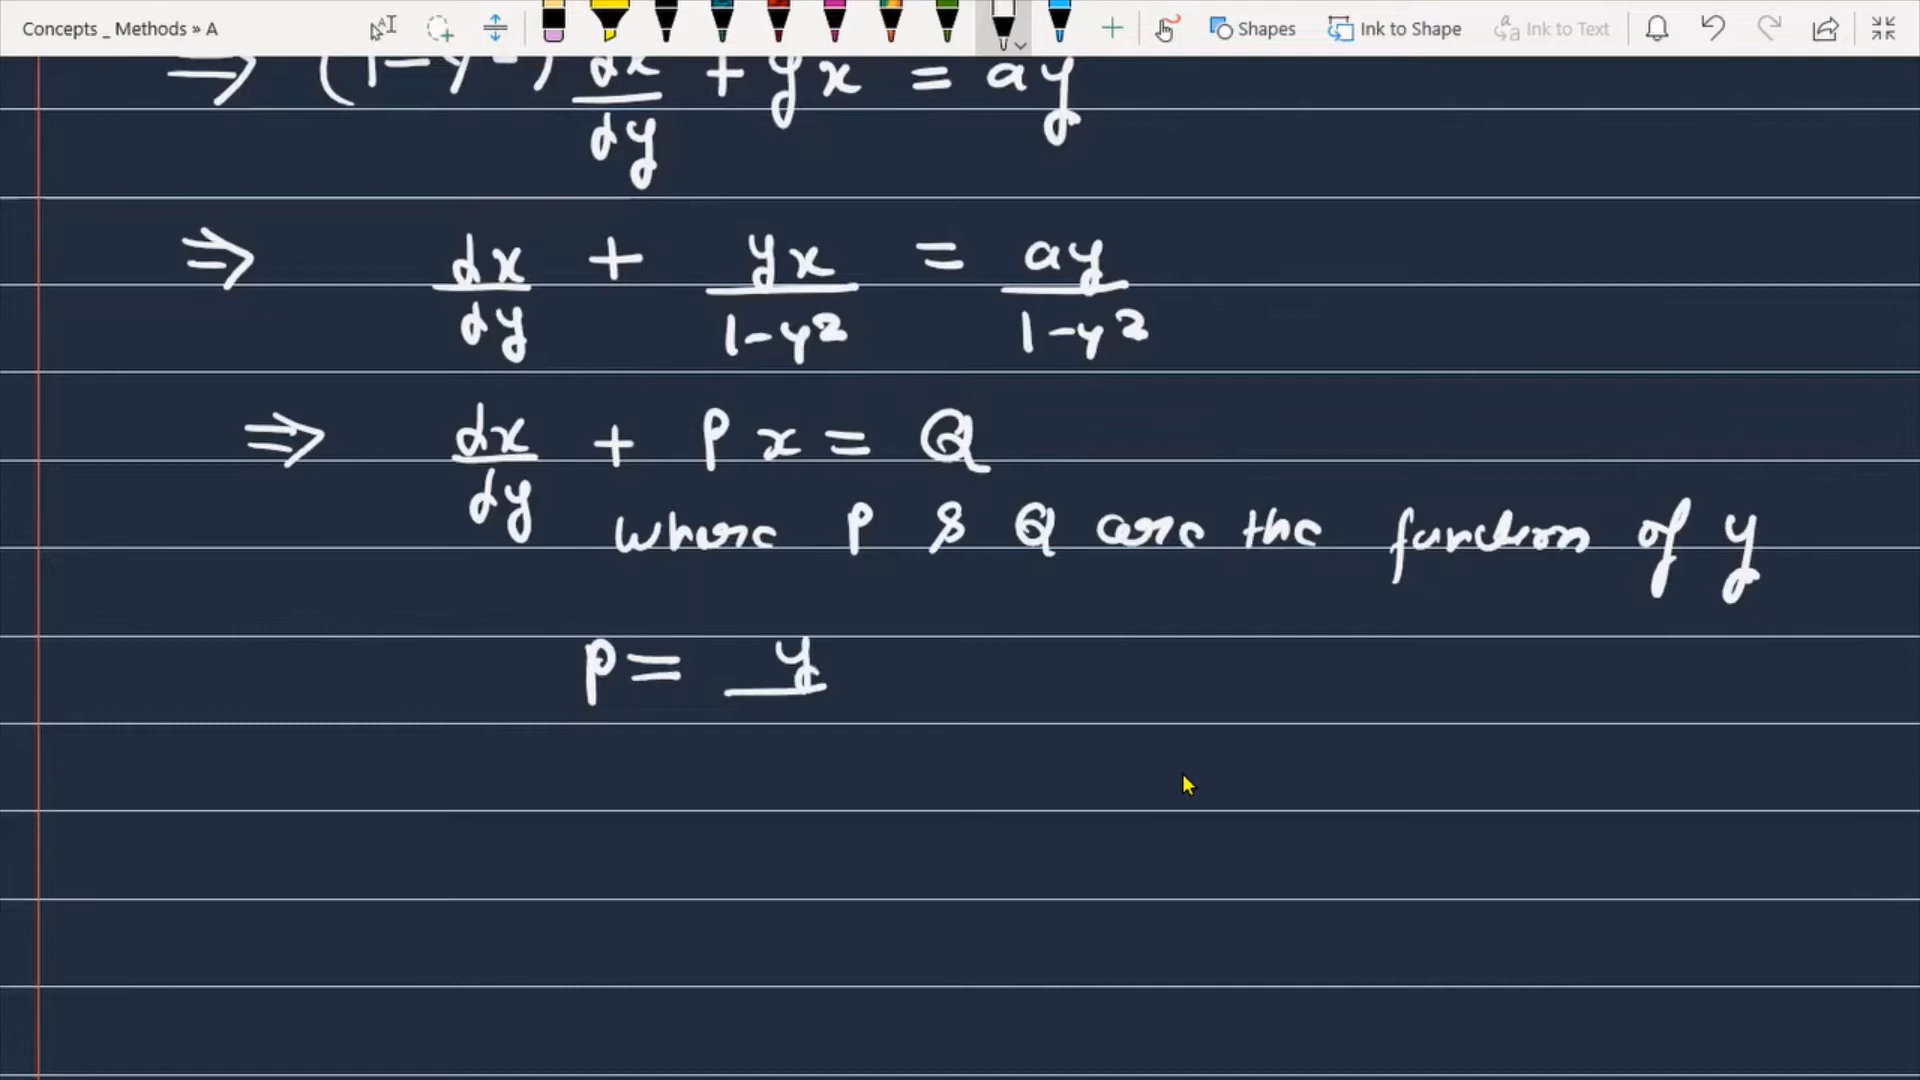 Concepts _ Methods » A
Shapes
Ink to Shape
Ink to Text
⇒ (1-y²) dx/dy + yx = ay
⇒ dx/dy + yx/1-y² = ay/1-y²
⇒ dx/dy + Px = Q
where P & Q are the function of y
P = y